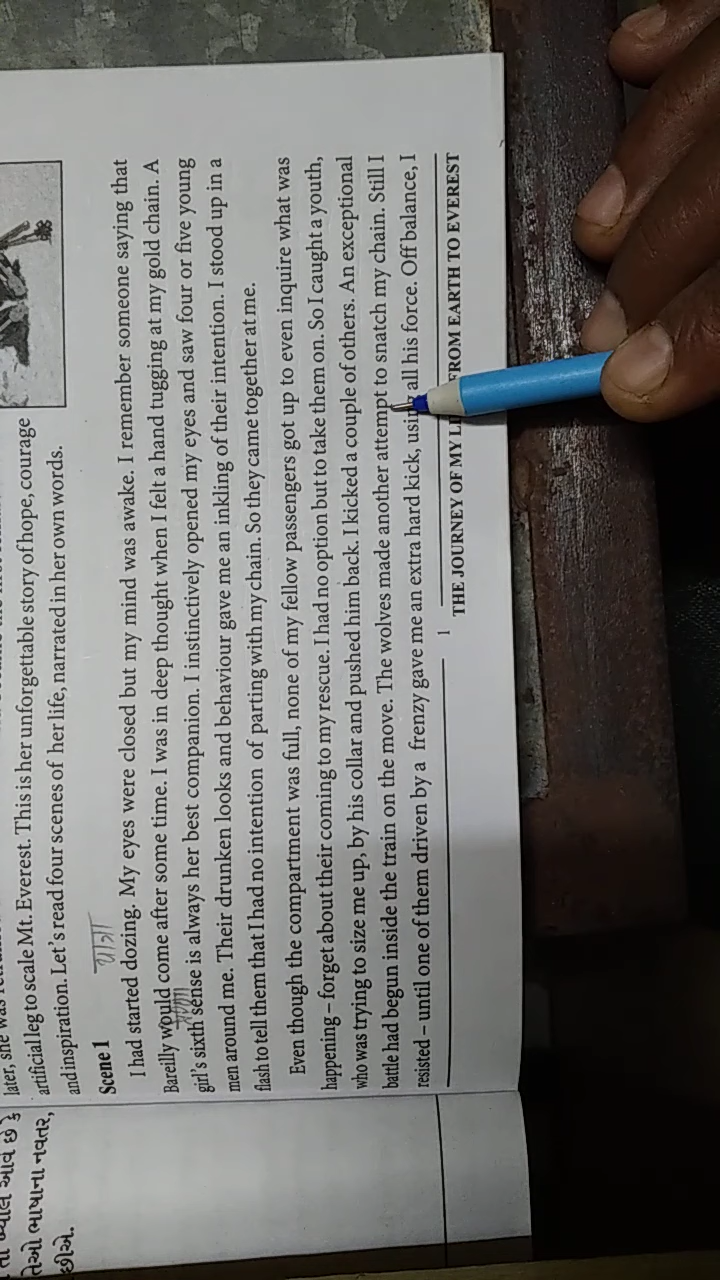 later, she was
artificial leg to scale Mt. Everest. This is her unforgettable story of hope, courage
and inspiration. Let's read four scenes of her life, narrated in her own words.
Scene 1
I had started dozing. My eyes were closed but my mind was awake. I remember someone saying that
Bareilly would come after some time. I was in deep thought when I felt a hand tugging at my gold chain. A
girl's sixth sense is always her best companion. I instinctively opened my eyes and saw four or five young
men around me. Their drunken looks and behaviour gave me an inkling of their intention. I stood up in a
flash to tell them that I had no intention of parting with my chain. So they came together at me.
Even though the compartment was full, none of my fellow passengers got up to even inquire what was
happening – forget about their coming to my rescue. I had no option but to take them on. So I caught a youth,
who was trying to size me up, by his collar and pushed him back. I kicked a couple of others. An exceptional
battle had begun inside the train on the move. The wolves made another attempt to snatch my chain. Still I
resisted – until one of them driven by a frenzy gave me an extra hard kick, using all his force. Off balance, I
1
THE JOURNEY OF MY FROM EARTH TO EVEREST
આવે છે કે
તેઓ ભાષાના નવતર,
છીએ.